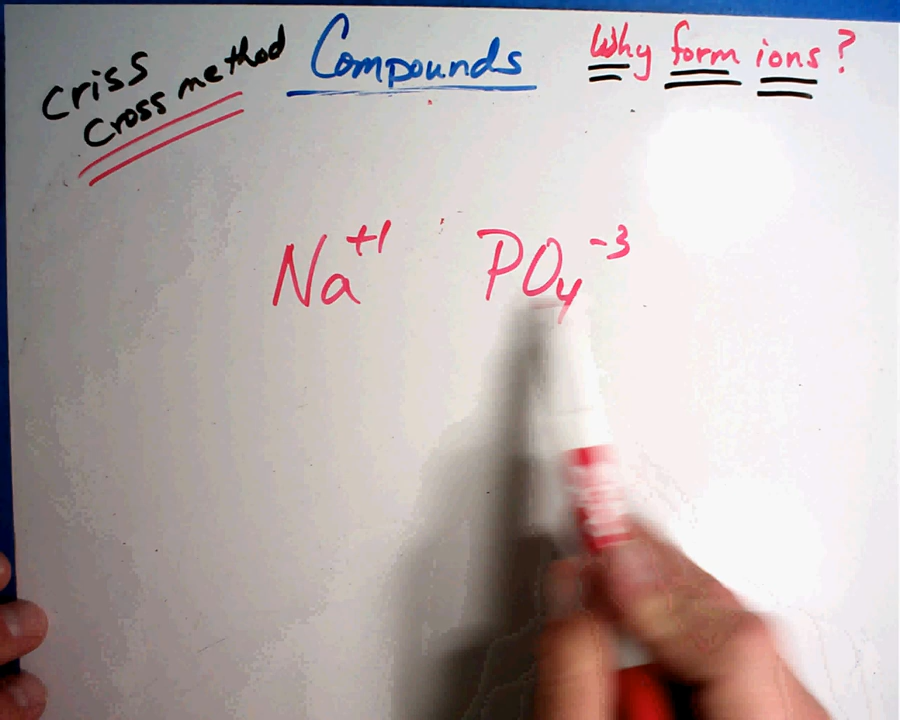 Criss
Cross method
Compounds
Why form ions?
Na⁺¹ PO₄⁻³